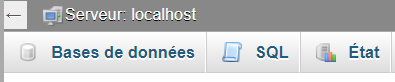 ← Serveur: localhost
Bases de données SQL État